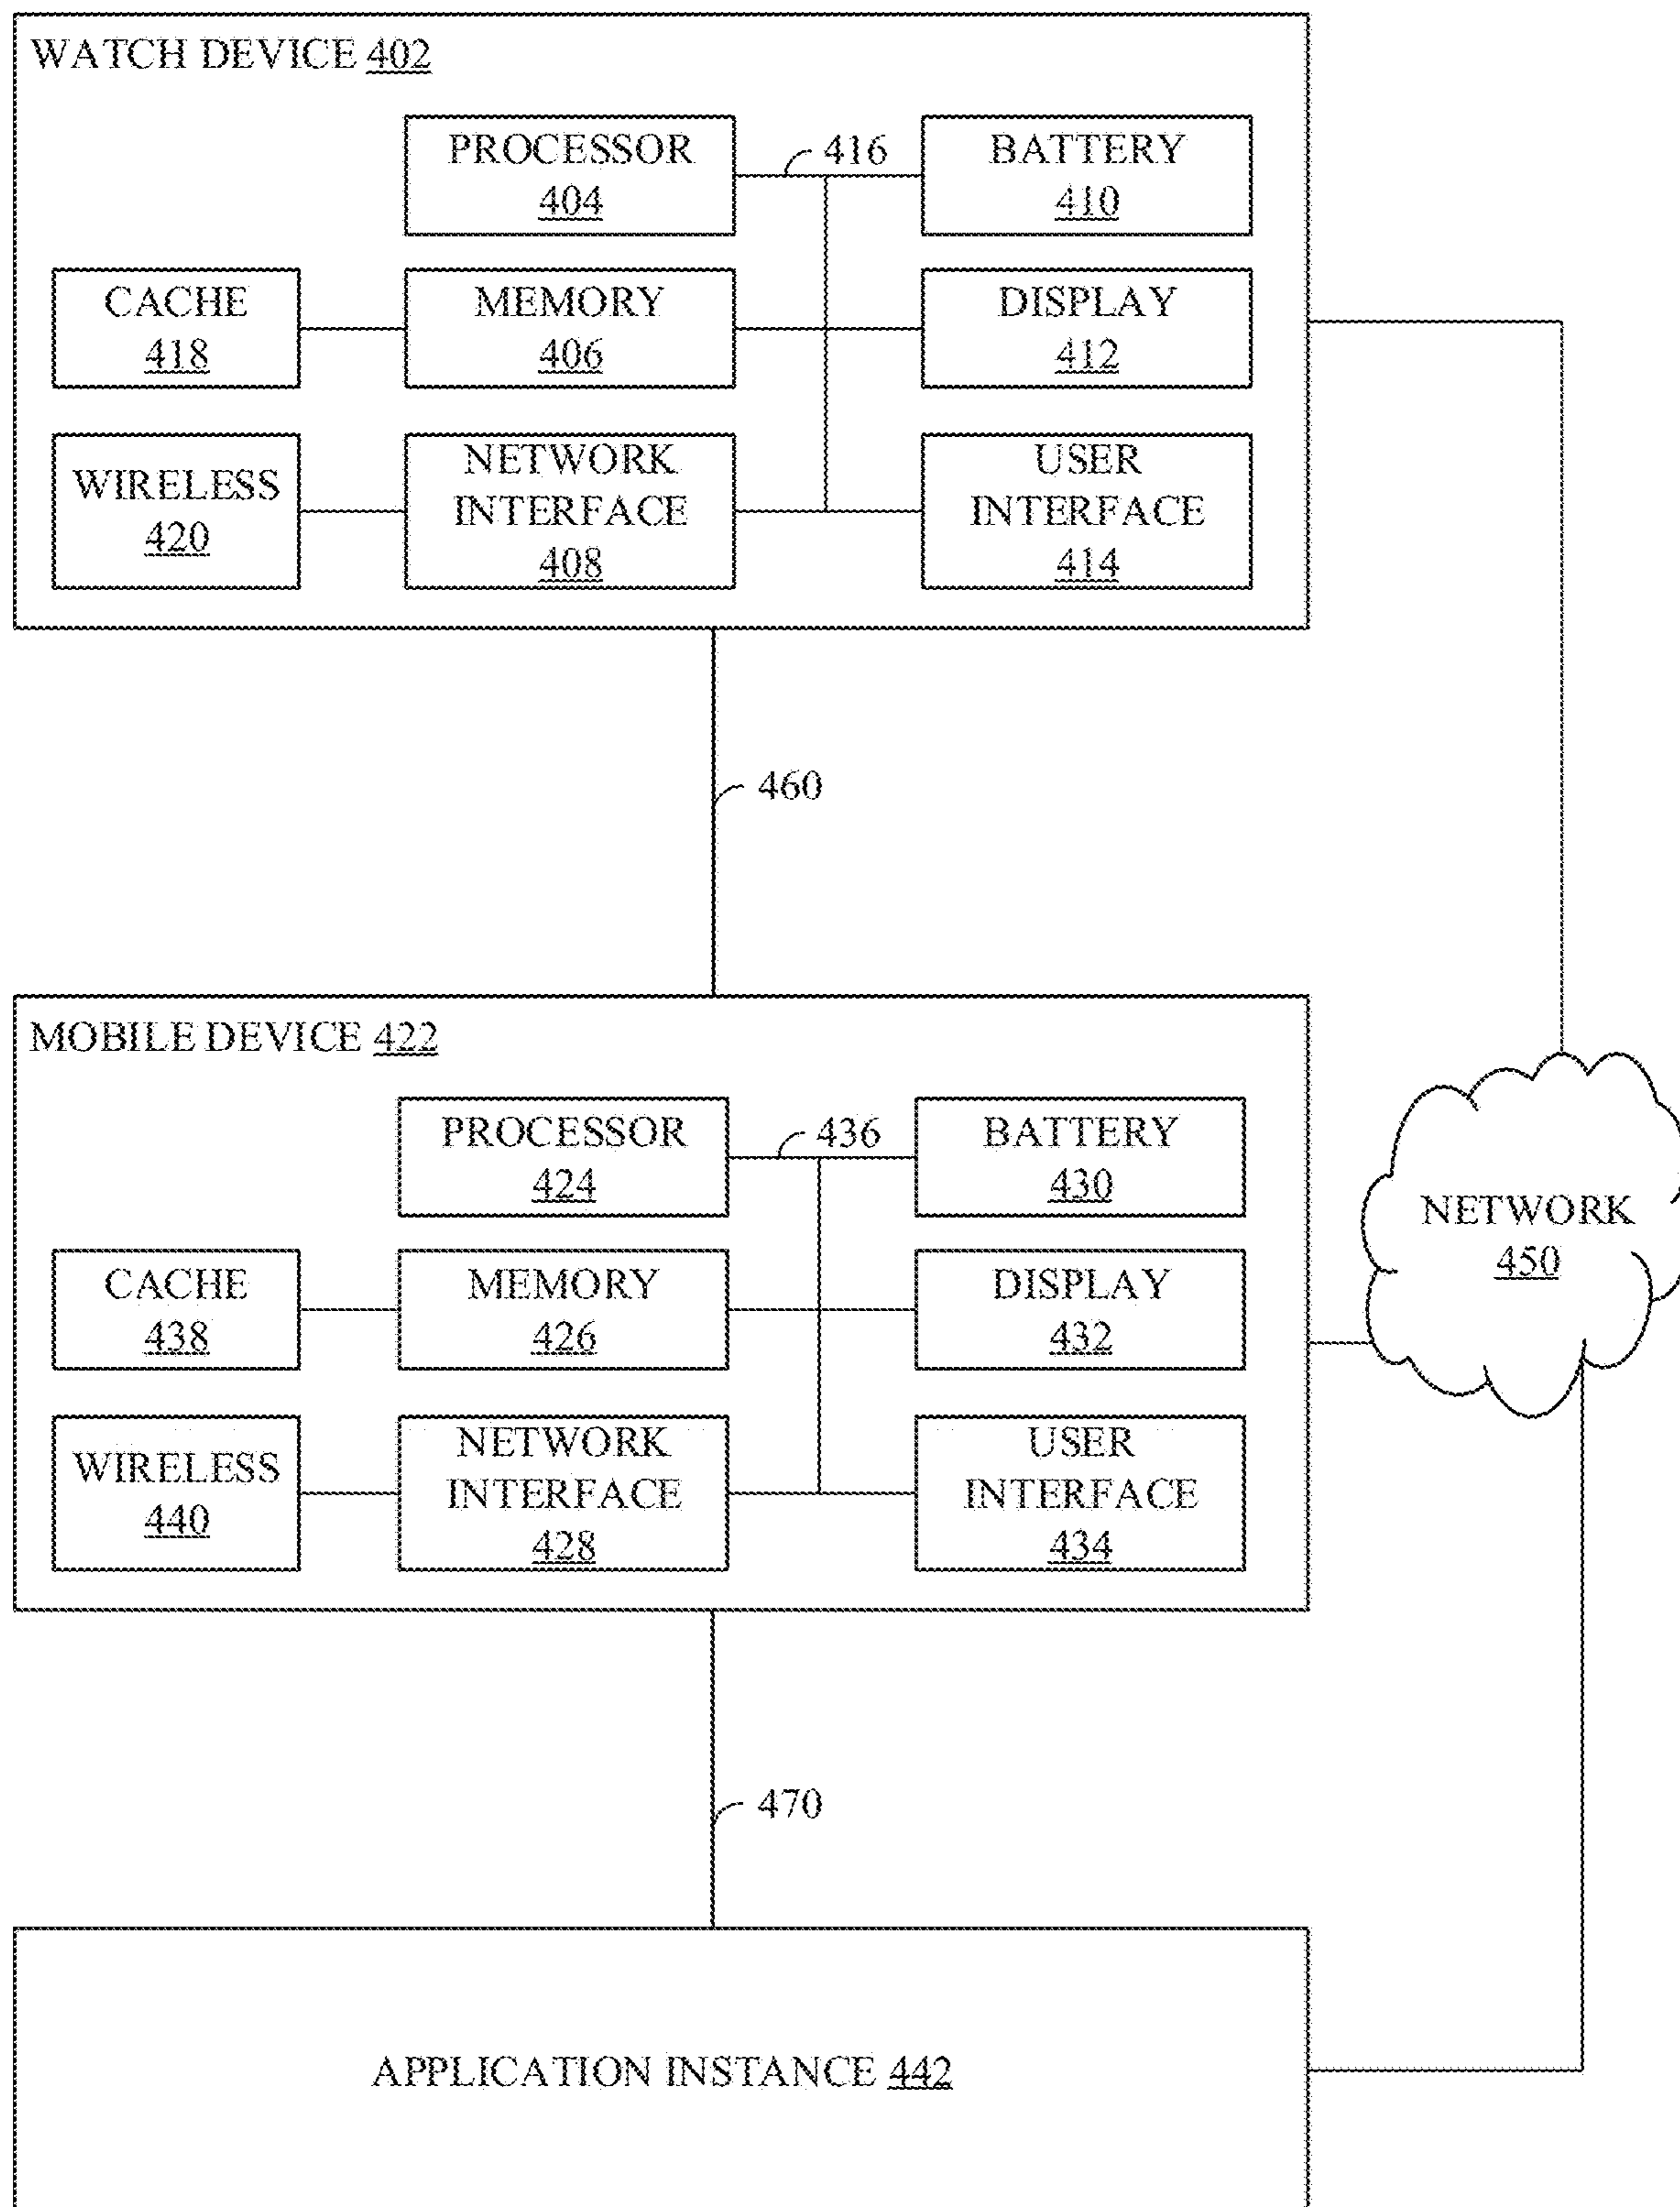 WATCH DEVICE 402
PROCESSOR
404
416
BATTERY
410
CACHE
418
MEMORY
406
DISPLAY
412
WIRELESS
420
NETWORK
INTERFACE
408
USER
INTERFACE
414
460
MOBILE DEVICE 422
PROCESSOR
424
436
BATTERY
430
CACHE
438
MEMORY
426
DISPLAY
432
WIRELESS
440
NETWORK
INTERFACE
428
USER
INTERFACE
434
NETWORK
450
470
APPLICATION INSTANCE 442